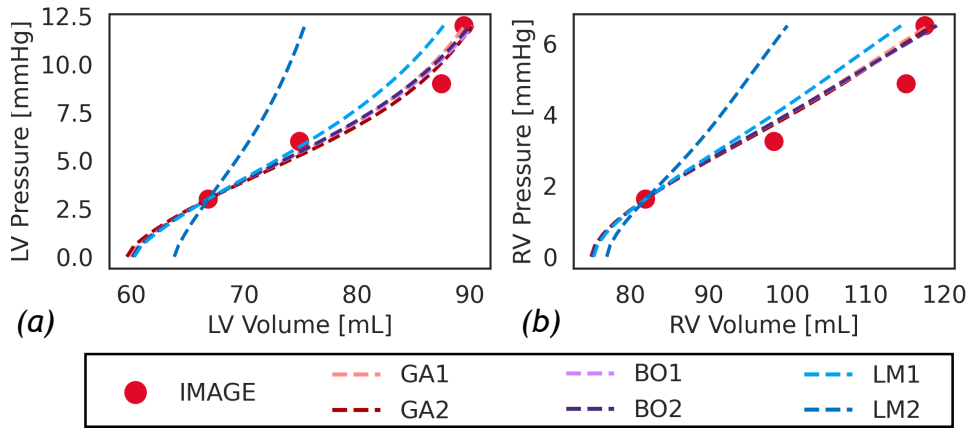 LV Pressure [mmHg]
12.5
10.0
7.5
5.0
2.5
0.0
60 70 80 90
LV Volume [mL]
(a)
RV Pressure [mmHg]
6
4
2
0
80 90 100 110 120
RV Volume [mL]
(b)
IMAGE GA1 BO1 LM1
GA2 BO2 LM2